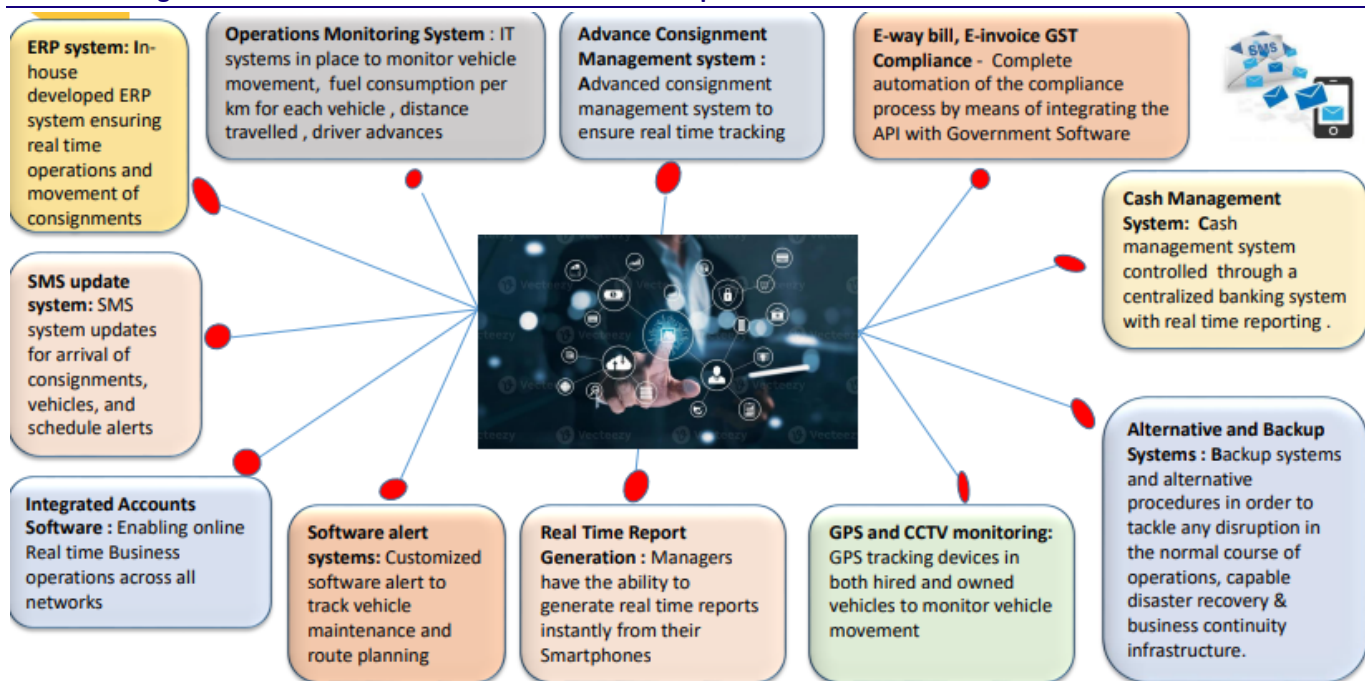 ERP system: In-
house
developed ERP
system ensuring
real time
operations and
movement of
consignments
Operations Monitoring System : IT
systems in place to monitor vehicle
movement, fuel consumption per
km for each vehicle , distance
travelled , driver advances
Advance Consignment
Management system :
Advanced consignment
management system to
ensure real time tracking
E-way bill, E-invoice GST
Compliance - Complete
automation of the compliance
process by means of integrating the
API with Government Software
SMS
Cash Management
System: Cash
management system
controlled through a
centralized banking system
with real time reporting .
SMS update
system: SMS
system updates
for arrival of
consignments,
vehicles, and
schedule alerts
Vecteezy
Alternative and Backup
Systems : Backup systems
and alternative
procedures in order to
tackle any disruption in
the normal course of
operations, capable
disaster recovery &
business continuity
infrastructure.
Integrated Accounts
Software : Enabling online
Real time Business
operations across all
networks
Software alert
systems: Customized
software alert to
track vehicle
maintenance and
route planning
Real Time Report
Generation : Managers
have the ability to
generate real time reports
instantly from their
Smartphones
GPS and CCTV monitoring:
GPS tracking devices in
both hired and owned
vehicles to monitor vehicle
movement